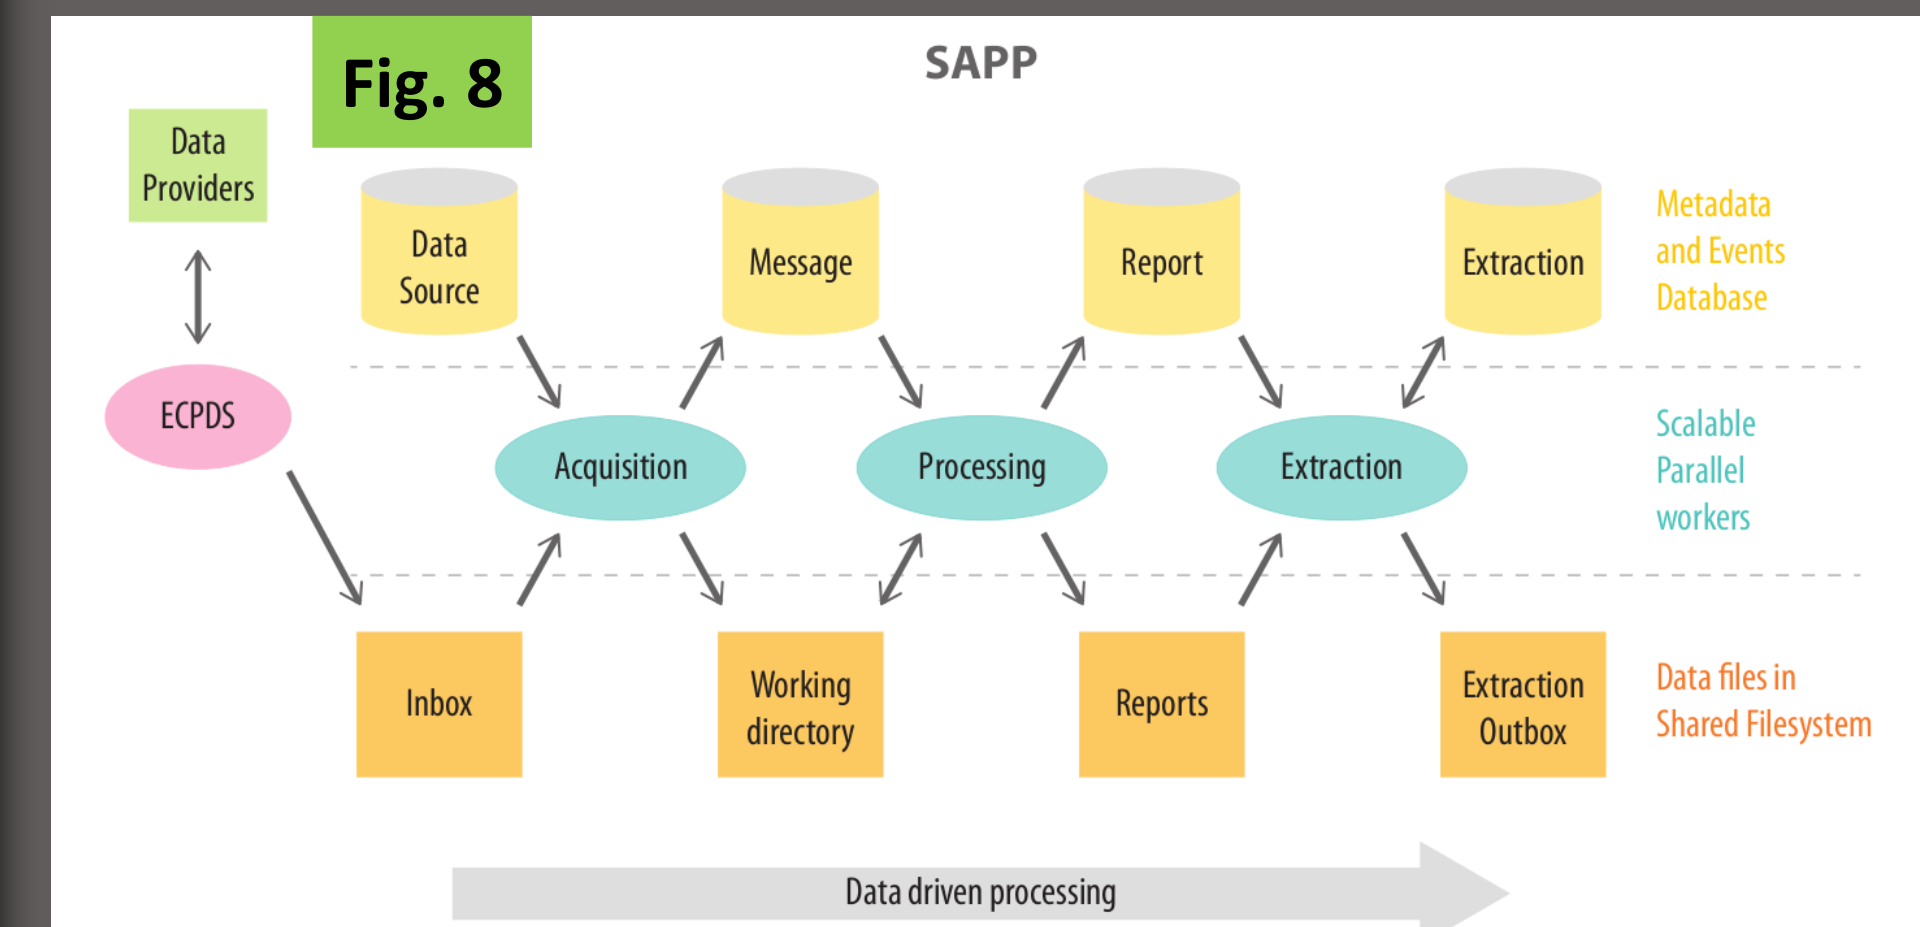 Fig. 8
SAPP
Data
Providers
ECPDS
Data
Source
Message
Report
Extraction
Metadata
and Events
Database
Acquisition
Processing
Extraction
Scalable
Parallel
workers
Inbox
Working
directory
Reports
Extraction
Outbox
Data files in
Shared Filesystem
Data driven processing